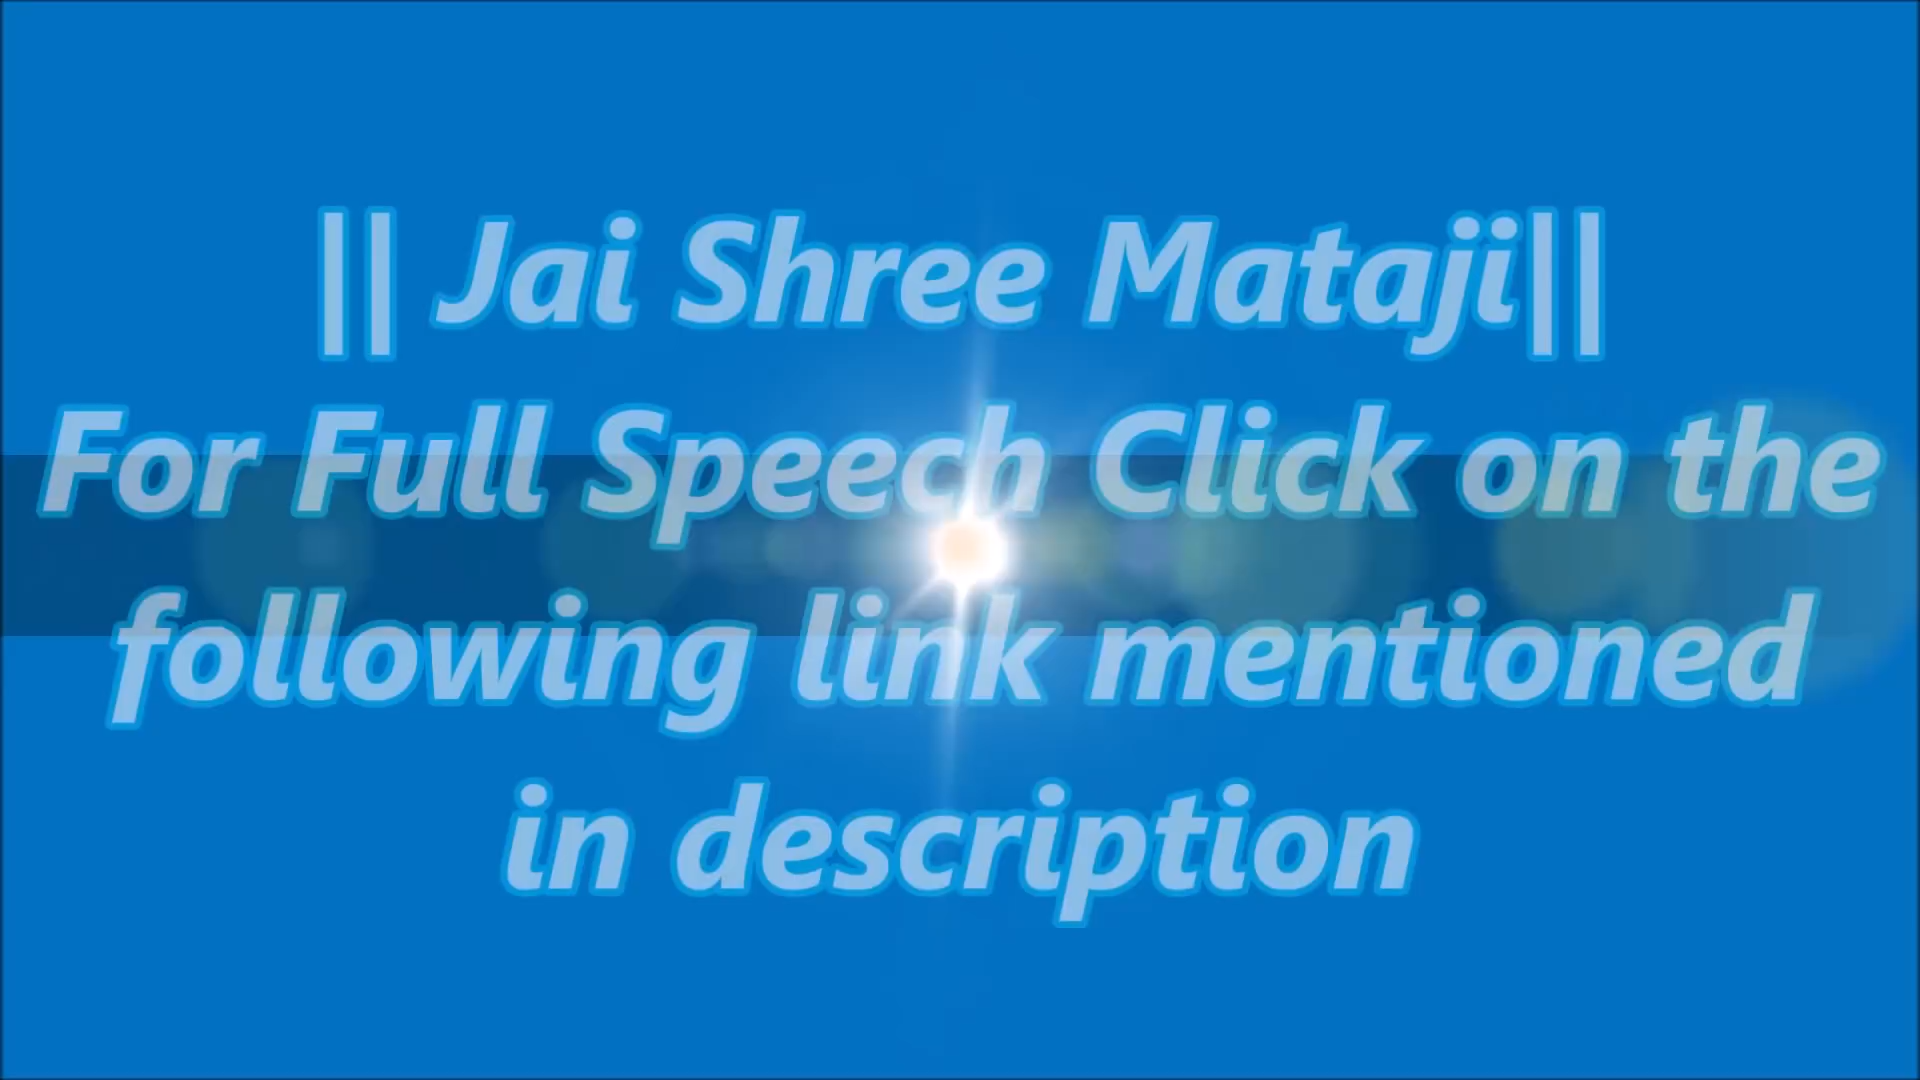 || Jai Shree Mataji||
For Full Speech Click on the
following link mentioned
in description